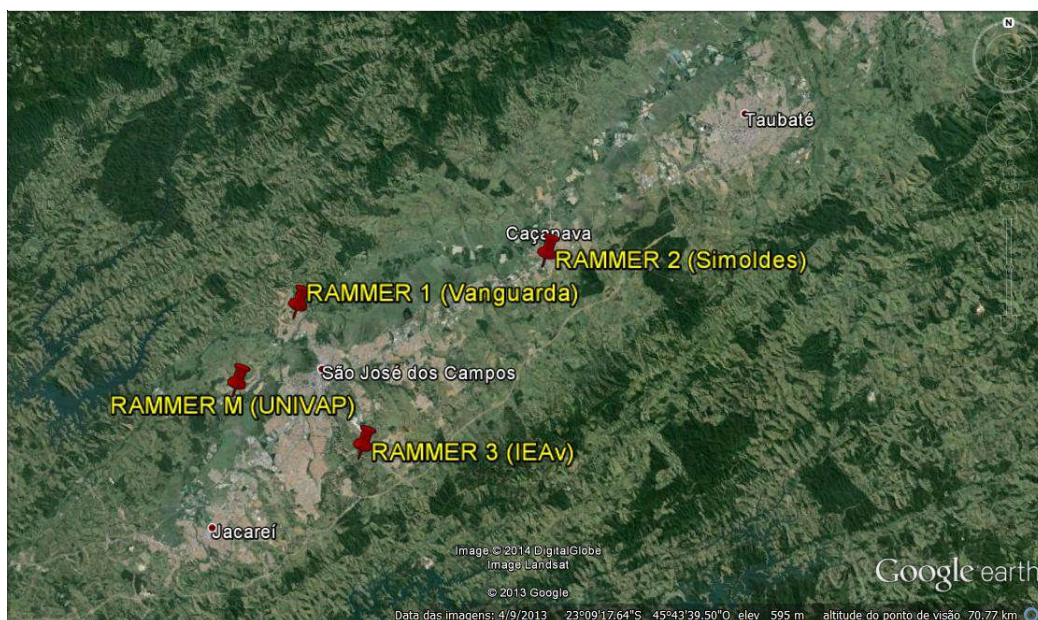 N
Taubaté
Caçapava
RAMMER 2 (Simoldes)
RAMMER 1 (Vanguarda)
São José dos Campos
RAMMER M (UNIVAP)
RAMMER 3 (IEAv)
Jacareí
Image © 2014 DigitalGlobe
Image Landsat
© 2013 Google
Google earth
Data das imagens: 4/9/2013 23°09'17.64"S 45°43'39.50"O elev 595 m altitude do ponto de visão 70.77 km